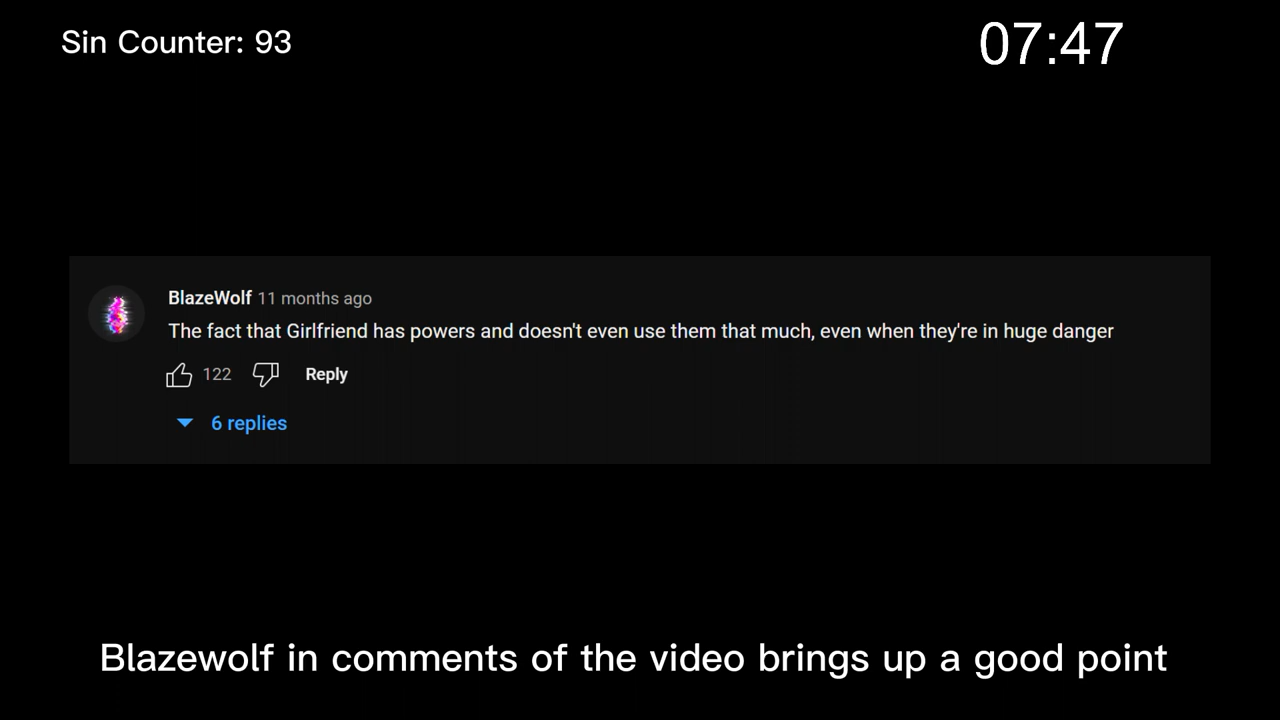 Sin Counter: 93
07:47
BlazeWolf 11 months ago
The fact that Girlfriend has powers and doesn't even use them that much, even when they're in huge danger
122 Reply
6 replies
Blazewolf in comments of the video brings up a good point